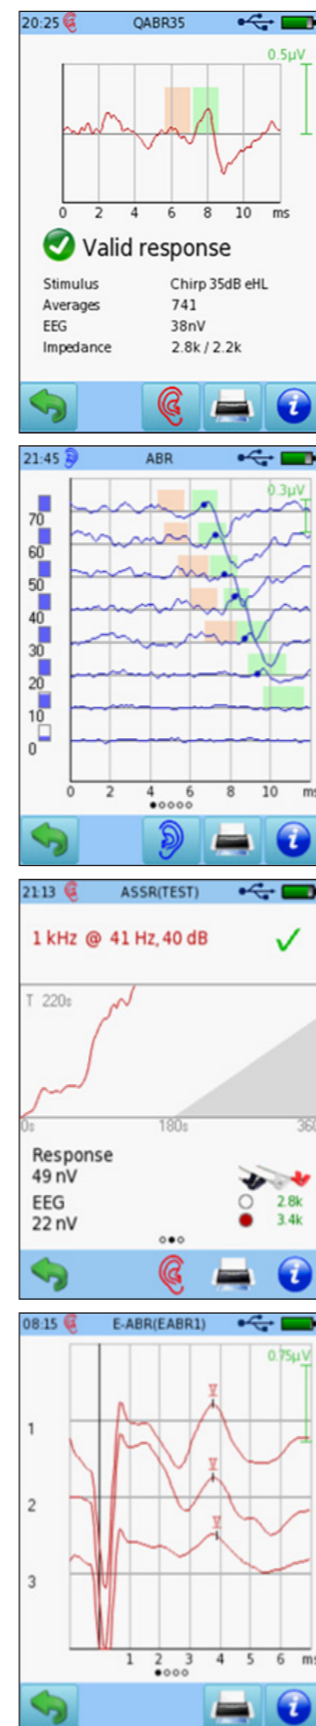 20:25 QABR35
0.5µV
0 2 4 6 8 10 ms
Valid response
Stimulus Chirp 35dB eHL
Averages 741
EEG 38nV
Impedance 2.8k / 2.2k
i
21:45 ABR
0.3µV
70
60
50
40
30
20
10
0
0 2 4 6 8 10 ms
i
21:13 ASSR(TEST)
1 kHz @ 41 Hz, 40 dB
T 220s
0s 180s 360
Response
49 nV
EEG 2.8k
22 nV 3.4k
i
08:15 E-ABR(EABR1)
0.75µV
V
1
V
2
V
3
1 2 3 4 5 6 ms
i